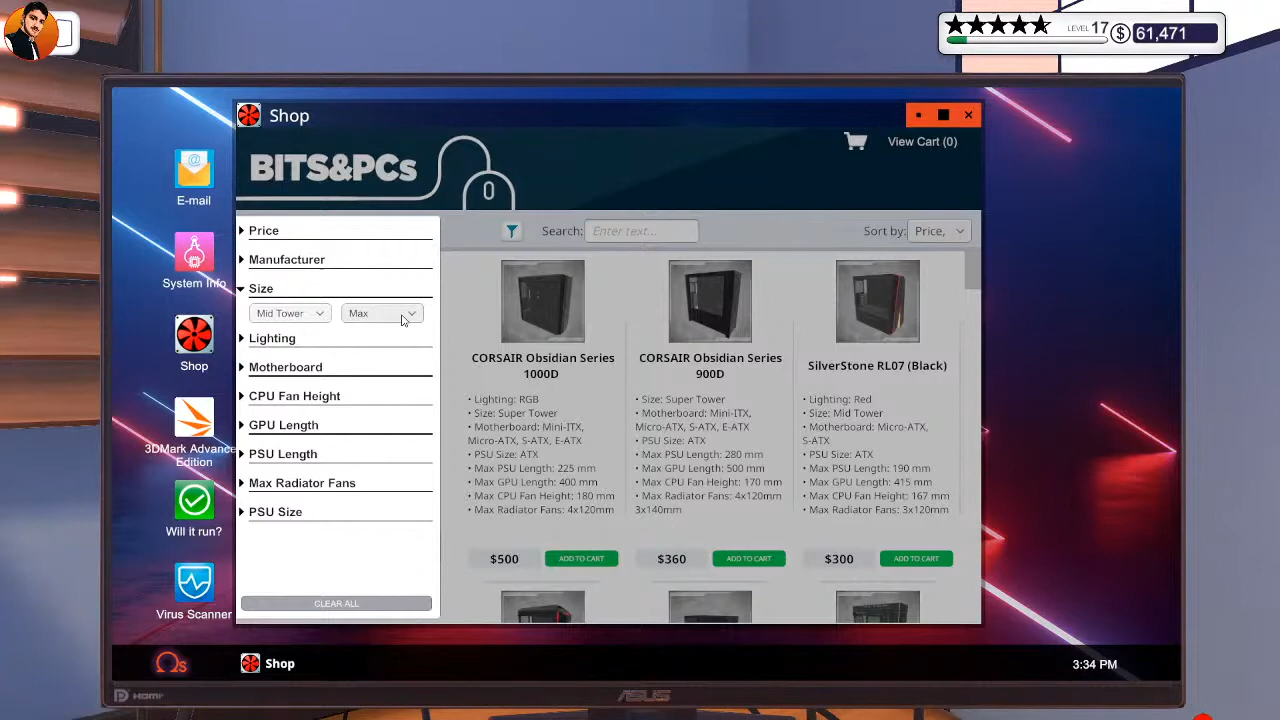 LEVEL 17 $ 61,471
Shop
BITS&PCs
View Cart (0)
E-mail
System Info
Shop
3DMark Advance
Edition
Will it run?
Virus Scanner
Price
Manufacturer
Size
Mid Tower
Max
Lighting
Motherboard
CPU Fan Height
GPU Length
PSU Length
Max Radiator Fans
PSU Size
CLEAR ALL
Search: Enter text...
Sort by: Price,
CORSAIR Obsidian Series
1000D
• Lighting: RGB
• Size: Super Tower
• Motherboard: Mini-ITX,
Micro-ATX, S-ATX, E-ATX
• PSU Size: ATX
• Max PSU Length: 225 mm
• Max GPU Length: 400 mm
• Max CPU Fan Height: 180 mm
• Max Radiator Fans: 4x120mm
$500 ADD TO CART
CORSAIR Obsidian Series
900D
• Size: Super Tower
• Motherboard: Mini-ITX,
Micro-ATX, S-ATX, E-ATX
• PSU Size: ATX
• Max PSU Length: 280 mm
• Max GPU Length: 500 mm
• Max CPU Fan Height: 170 mm
• Max Radiator Fans: 4x120mm
3x140mm
$360 ADD TO CART
SilverStone RL07 (Black)
• Lighting: Red
• Size: Mid Tower
• Motherboard: Mini-ITX, Micro-ATX,
S-ATX
• PSU Size: ATX
• Max PSU Length: 190 mm
• Max GPU Length: 415 mm
• Max CPU Fan Height: 167 mm
• Max Radiator Fans: 3x120mm
$300 ADD TO CART
Ωs
Shop
3:34 PM
HDMI
ASUS